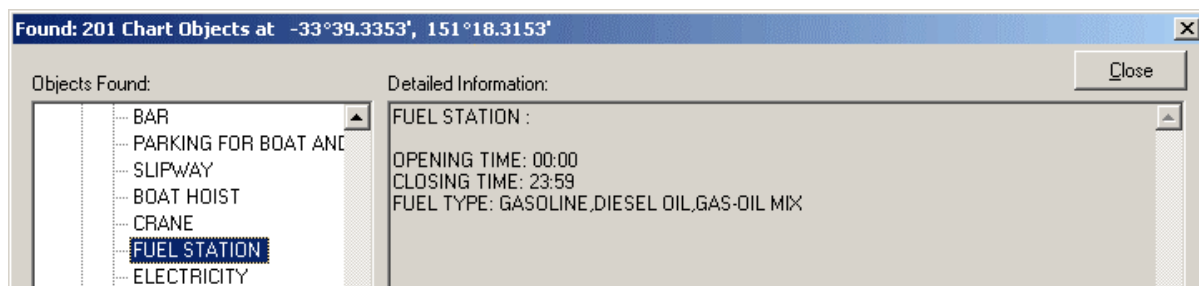 Found: 201 Chart Objects at -33°39.3353', 151°18.3153'
Close
Objects Found:
BAR
PARKING FOR BOAT AND
SLIPWAY
BOAT HOIST
CRANE
FUEL STATION
ELECTRICITY
Detailed Information:
FUEL STATION :
OPENING TIME: 00:00
CLOSING TIME: 23:59
FUEL TYPE: GASOLINE,DIESEL OIL,GAS-OIL MIX